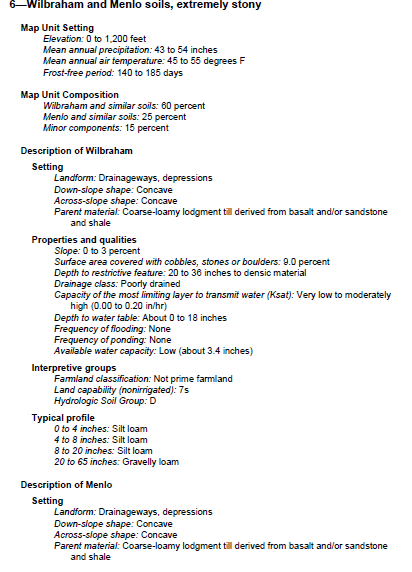 6—Wilbraham and Menlo soils, extremely stony
Map Unit Setting
Elevation: 0 to 1,200 feet
Mean annual precipitation: 43 to 54 inches
Mean annual air temperature: 45 to 55 degrees F
Frost-free period: 140 to 185 days
Map Unit Composition
Wilbraham and similar soils: 60 percent
Menlo and similar soils: 25 percent
Minor components: 15 percent
Description of Wilbraham
Setting
Landform: Drainageways, depressions
Down-slope shape: Concave
Across-slope shape: Concave
Parent material: Coarse-loamy lodgment till derived from basalt and/or sandstone
and shale
Properties and qualities
Slope: 0 to 3 percent
Surface area covered with cobbles, stones or boulders: 9.0 percent
Depth to restrictive feature: 20 to 36 inches to densic material
Drainage class: Poorly drained
Capacity of the most limiting layer to transmit water (Ksat): Very low to moderately
high (0.00 to 0.20 in/hr)
Depth to water table: About 0 to 18 inches
Frequency of flooding: None
Frequency of ponding: None
Available water capacity: Low (about 3.4 inches)
Interpretive groups
Farmland classification: Not prime farmland
Land capability (nonirrigated): 7s
Hydrologic Soil Group: D
Typical profile
0 to 4 inches: Silt loam
4 to 8 inches: Silt loam
8 to 20 inches: Silt loam
20 to 65 inches: Gravelly loam
Description of Menlo
Setting
Landform: Drainageways, depressions
Down-slope shape: Concave
Across-slope shape: Concave
Parent material: Coarse-loamy lodgment till derived from basalt and/or sandstone
and shale